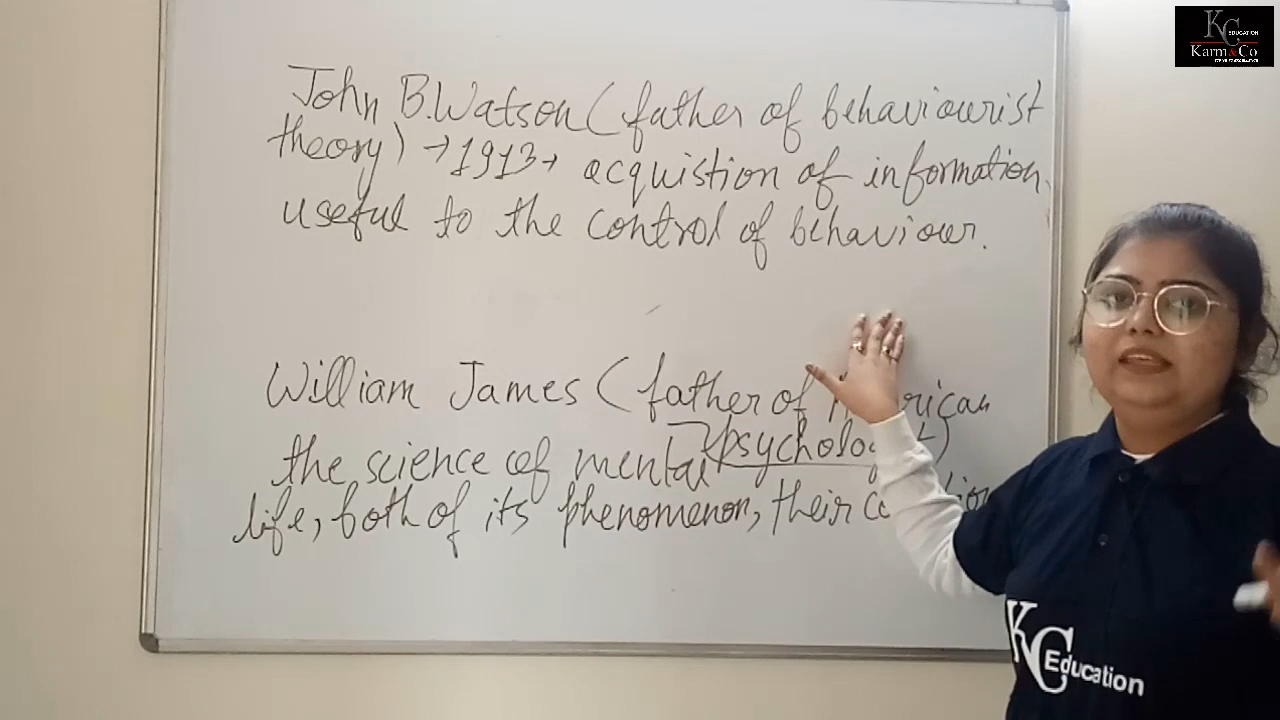 John B.Watson (father of behaviourist
theory) → 1913 → acquistion of information
useful to the control of behaviour.
William James (father of
psycholo
the science of mental
life, both of its phenomenon, their
KC EDUCATION
Karm & Co
KC Education